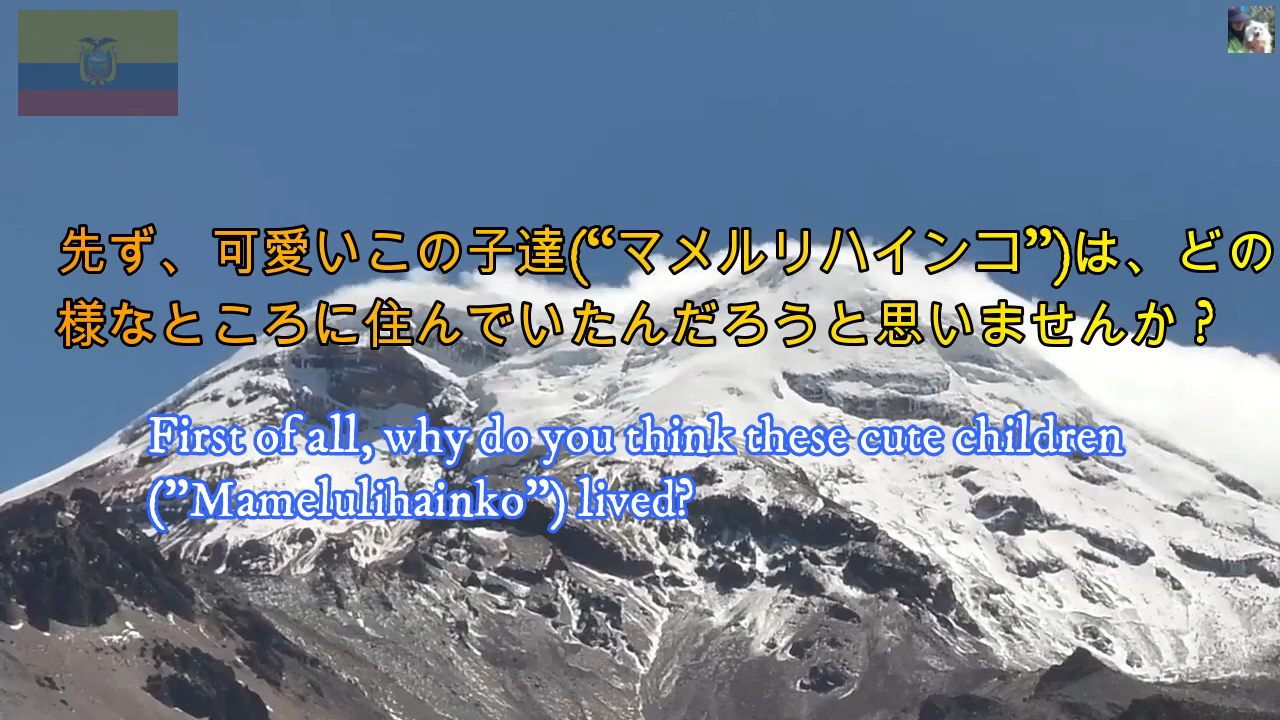 先ず、可愛いこの子達(“マメルリハインコ”)は、どの
様なところに住んでいたんだろうと思いませんか？
First of all, why do you think these cute children
("Mamelulihainko") lived?